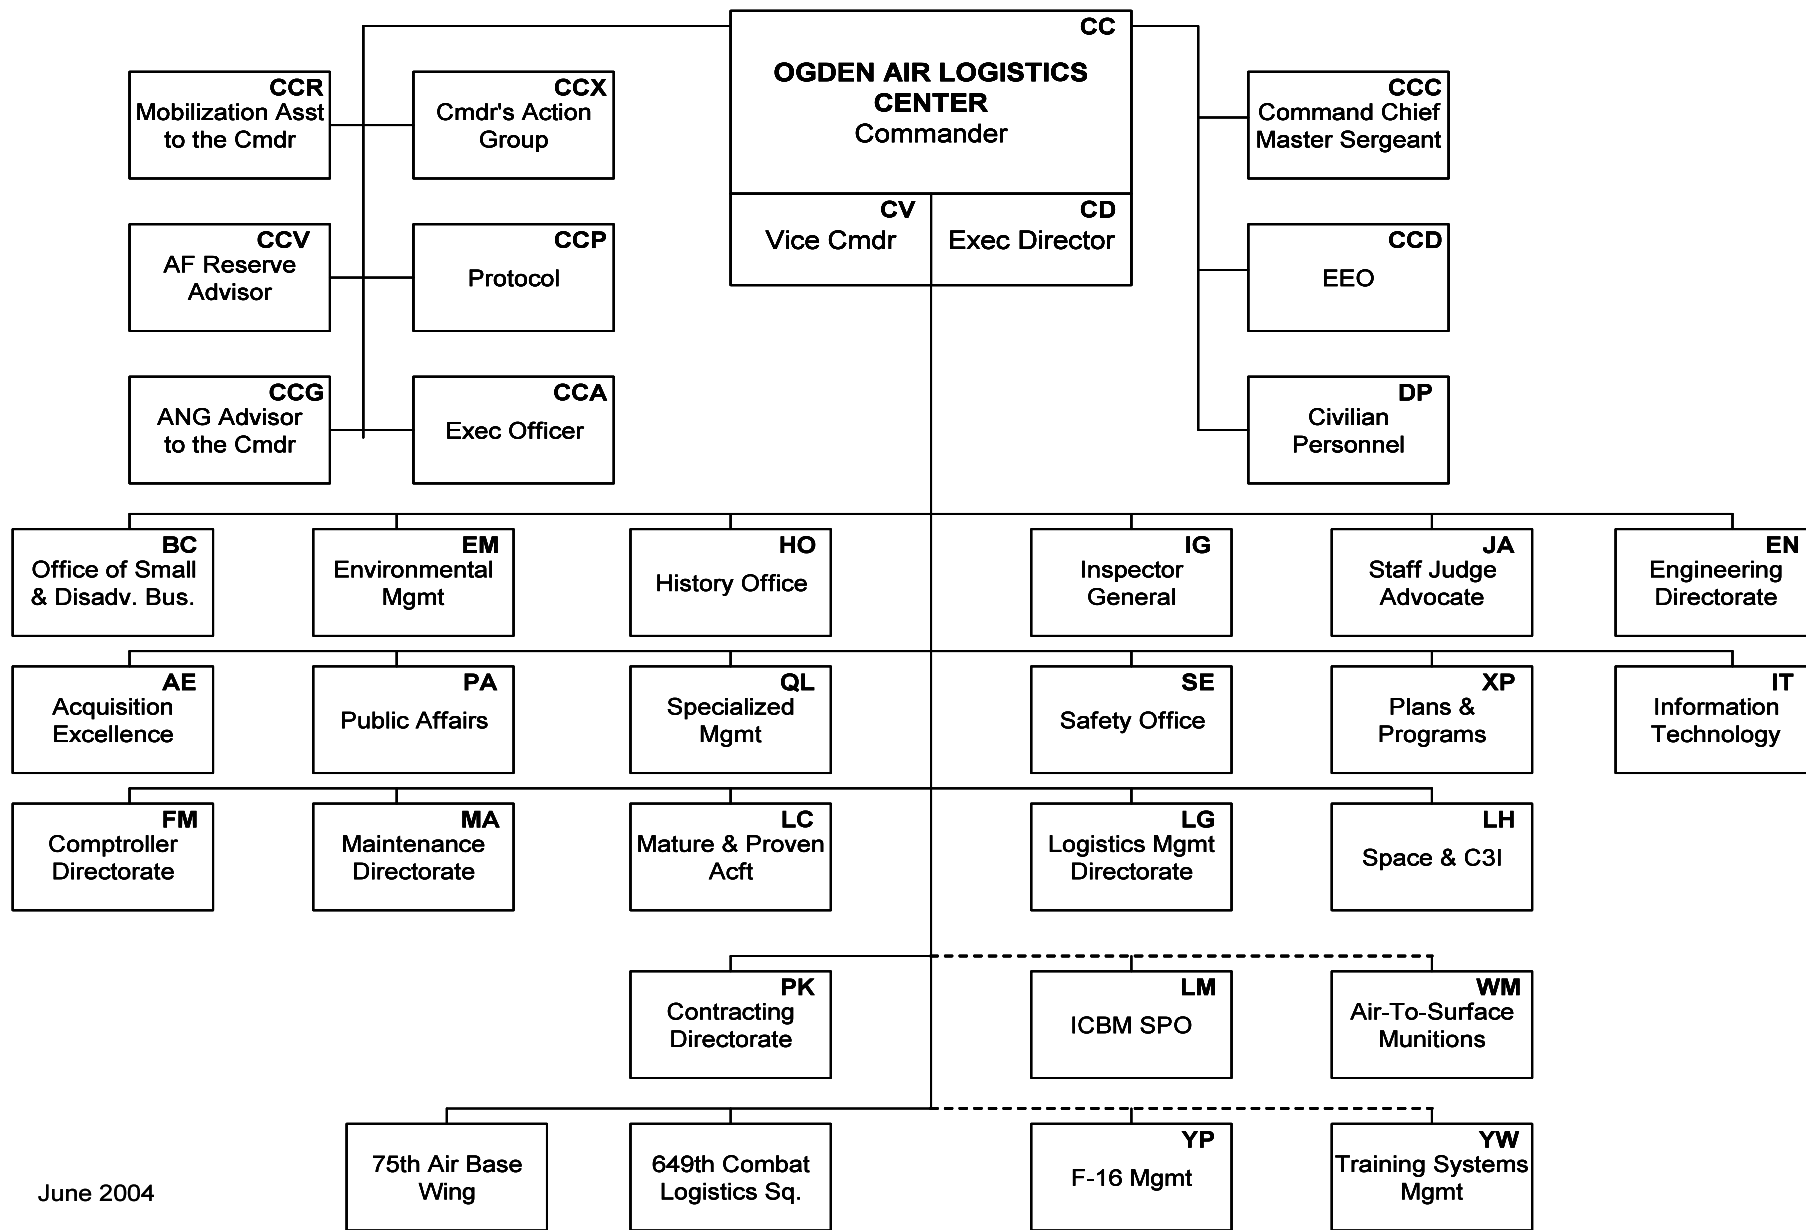 CC
OGDEN AIR LOGISTICS
CENTER
Commander
CV
Vice Cmdr
CD
Exec Director
CCR
Mobilization Asst
to the Cmdr
CCX
Cmdr's Action
Group
CCC
Command Chief
Master Sergeant
CCV
AF Reserve
Advisor
CCP
Protocol
CCD
EEO
CCG
ANG Advisor
to the Cmdr
CCA
Exec Officer
DP
Civilian
Personnel
BC
Office of Small
& Disadv. Bus.
EM
Environmental
Mgmt
HO
History Office
IG
Inspector
General
JA
Staff Judge
Advocate
EN
Engineering
Directorate
AE
Acquisition
Excellence
PA
Public Affairs
QL
Specialized
Mgmt
SE
Safety Office
XP
Plans &
Programs
IT
Information
Technology
FM
Comptroller
Directorate
MA
Maintenance
Directorate
LC
Mature & Proven
Acft
LG
Logistics Mgmt
Directorate
LH
Space & C3I
PK
Contracting
Directorate
LM
ICBM SPO
WM
Air-To-Surface
Munitions
75th Air Base
Wing
649th Combat
Logistics Sq.
YP
F-16 Mgmt
YW
Training Systems
Mgmt
June 2004